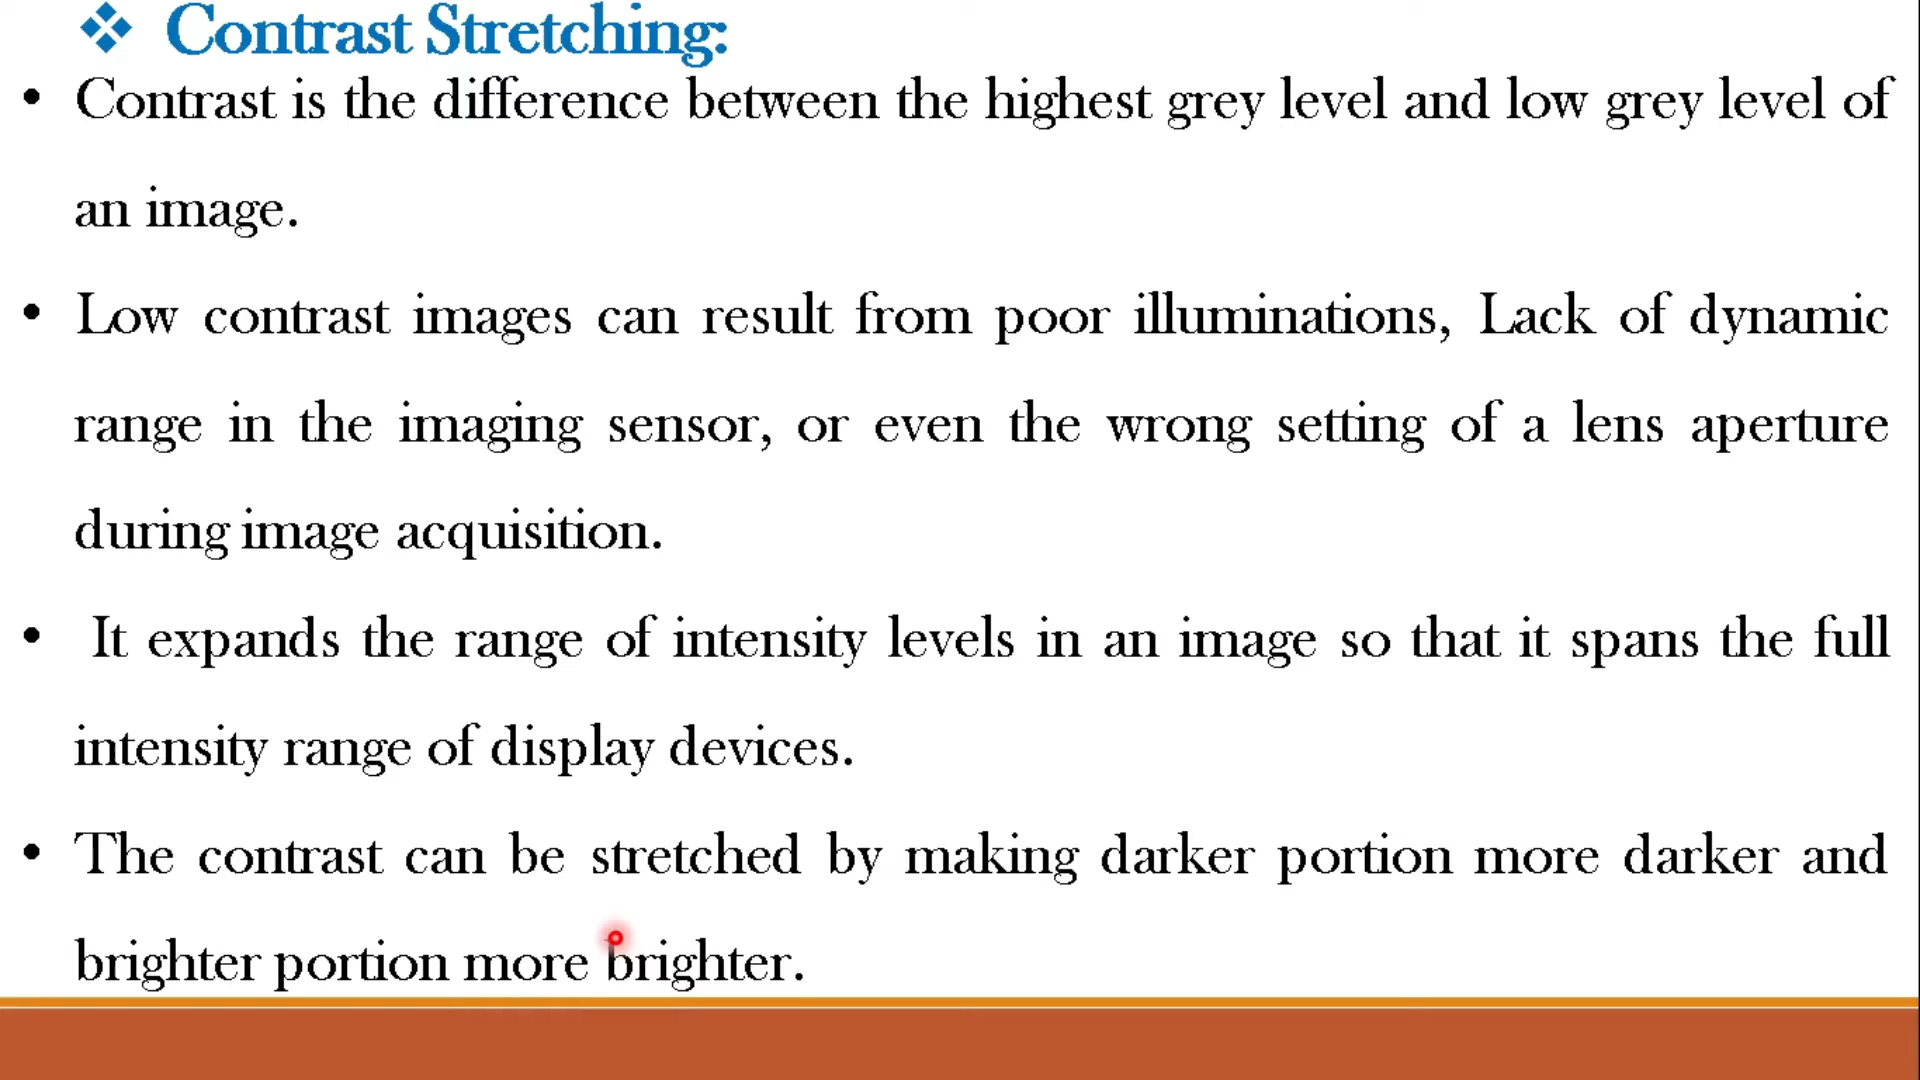 ❖ Contrast Stretching:
• Contrast is the difference between the highest grey level and low grey level of
an image.
• Low contrast images can result from poor illuminations, Lack of dynamic
range in the imaging sensor, or even the wrong setting of a lens aperture
during image acquisition.
• It expands the range of intensity levels in an image so that it spans the full
intensity range of display devices.
• The contrast can be stretched by making darker portion more darker and
brighter portion more brighter.